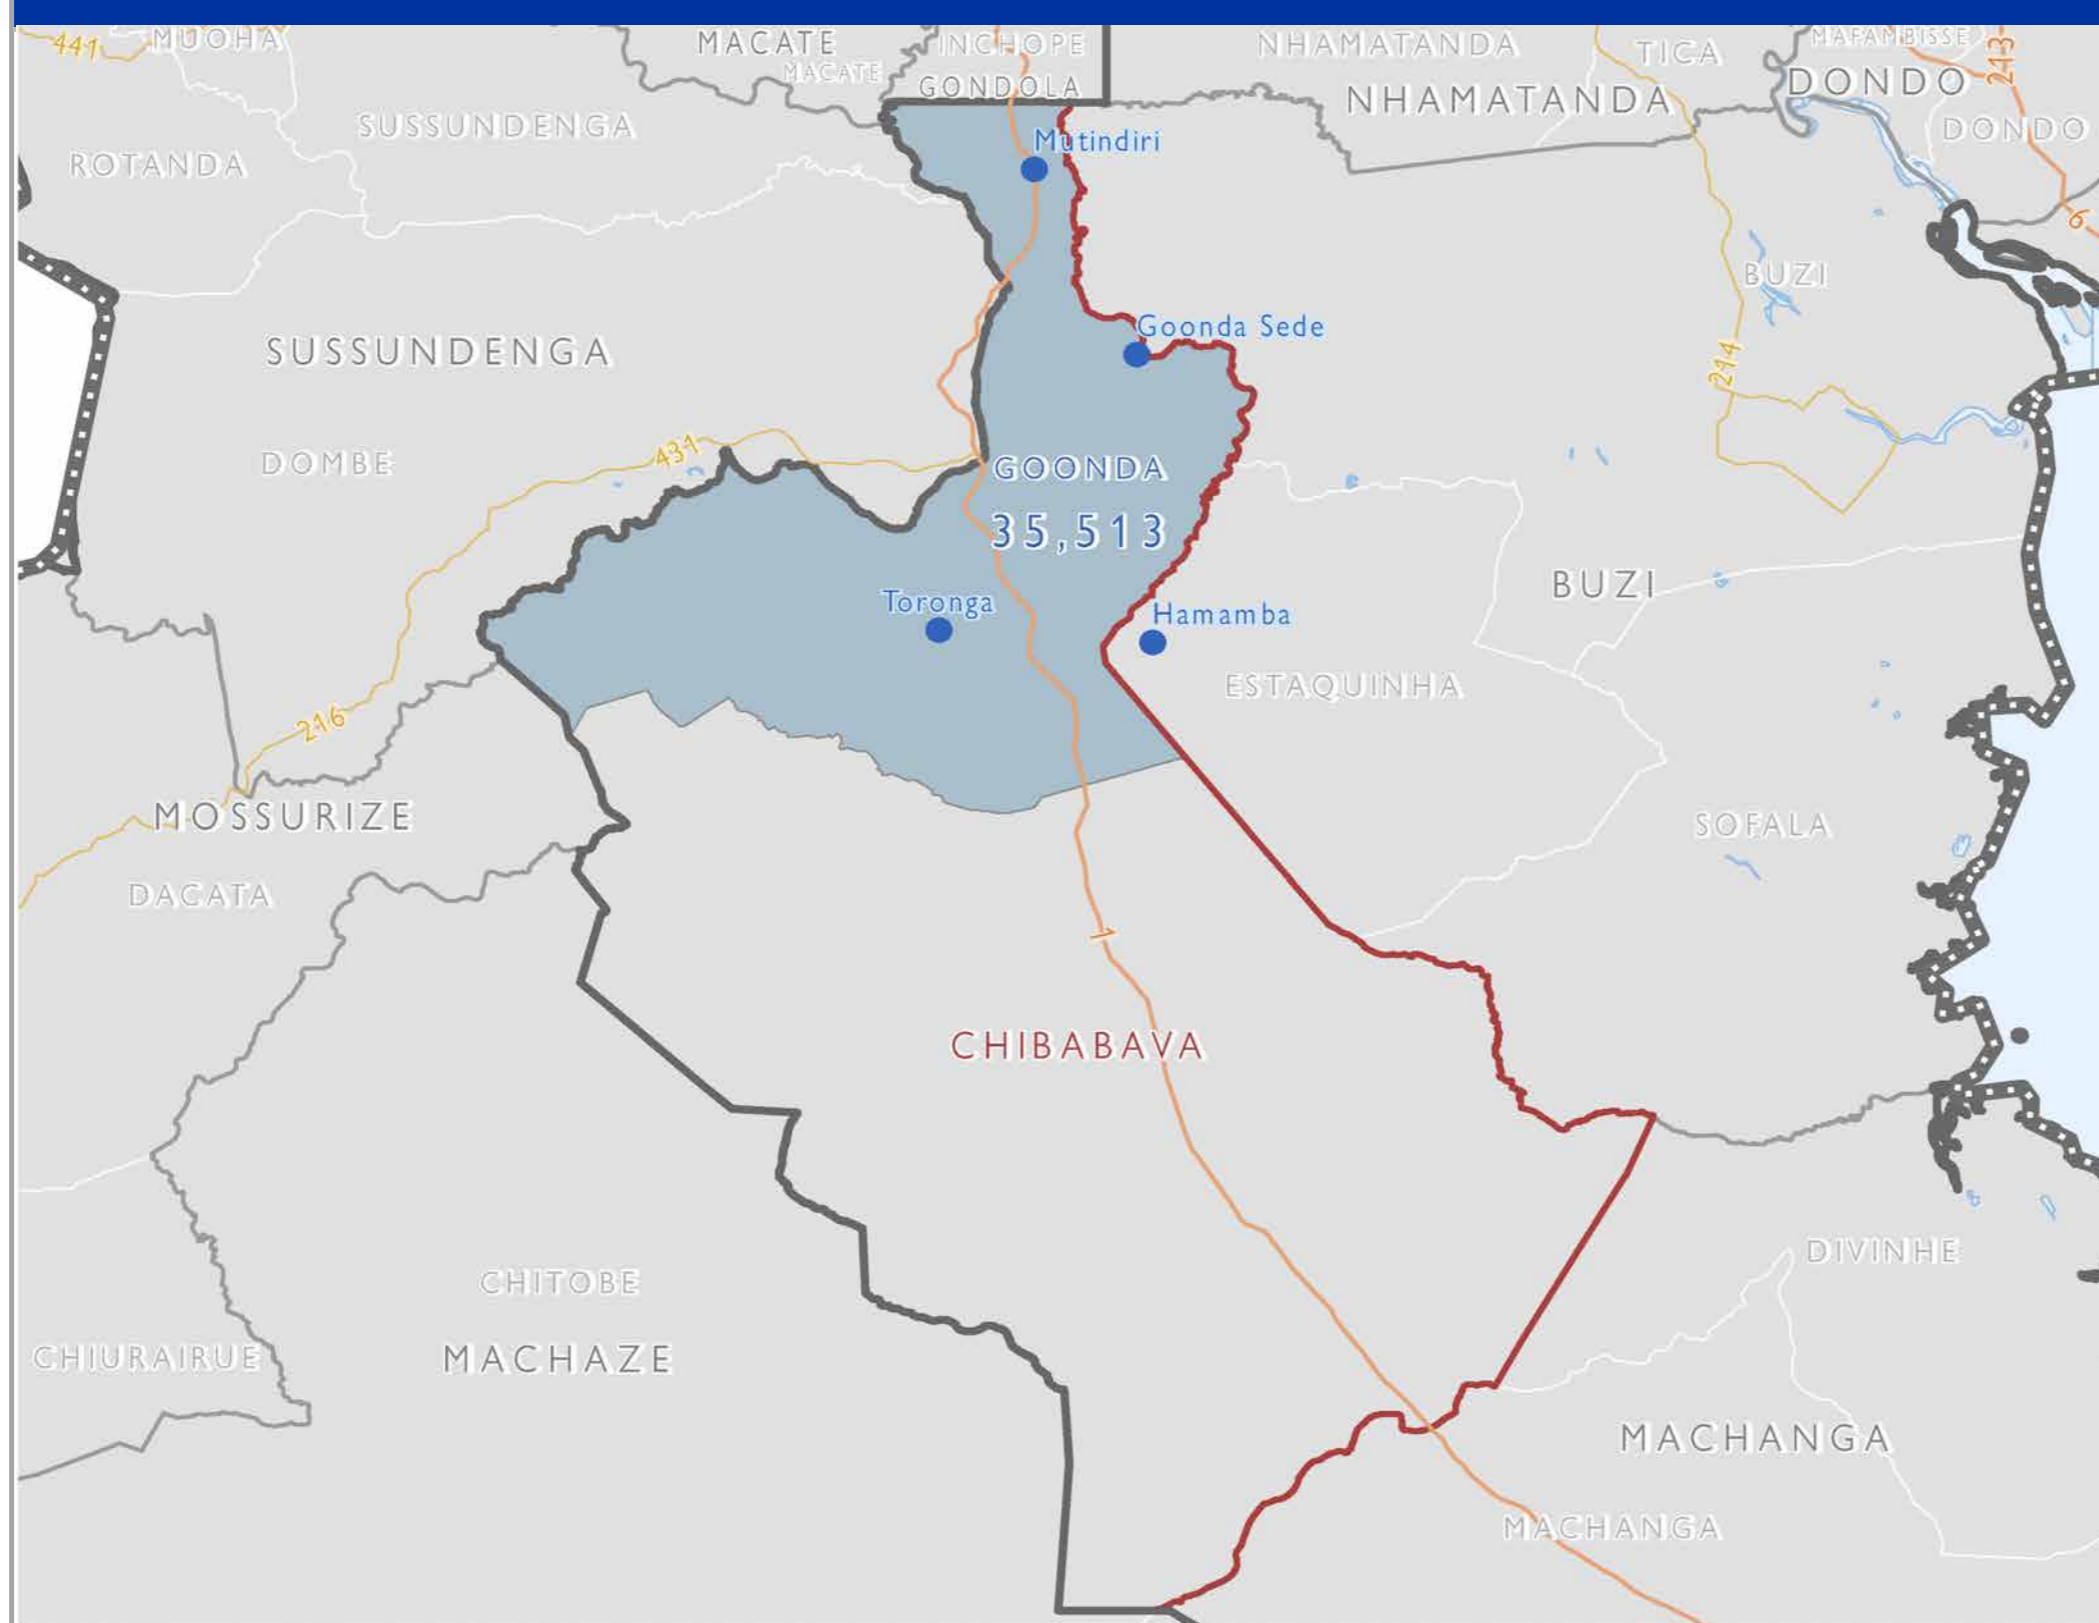 441
MUOHA
MACATE
MACATE
INCHOPE
GONDOLA
NHAMATANDA
NHAMATANDA
TICA
MAFAMBISSE
DONDO
213
DONDO
SUSSUNDENGA
ROTANDA
Mutindiri
6
BUZI
Goonda Sede
SUSSUNDENGA
214
DOMBE
431
GOONDA
35,513
BUZI
Toronga
Hamamba
ESTAQUINHA
216
MOSSURIZE
SOFALA
DACATA
1
CHIBABAVA
DIVINHE
CHITOBE
CHIURAIRUE
MACHAZE
MACHANGA
MACHANGA